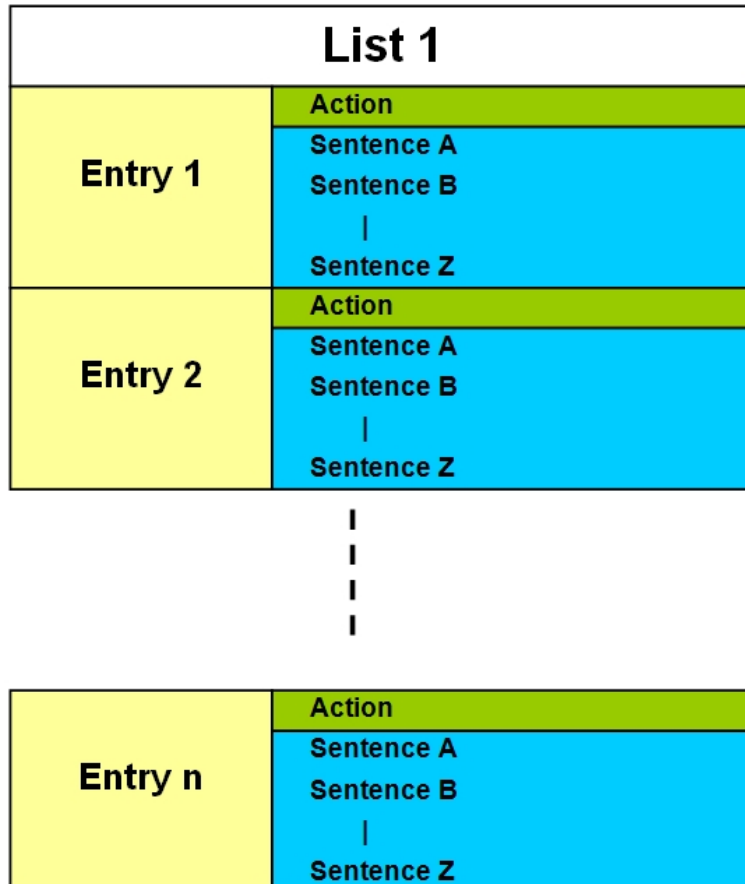 List 1
Entry 1
Action
Sentence A
Sentence B
|
Sentence Z
Entry 2
Action
Sentence A
Sentence B
|
Sentence Z
Entry n
Action
Sentence A
Sentence B
|
Sentence Z